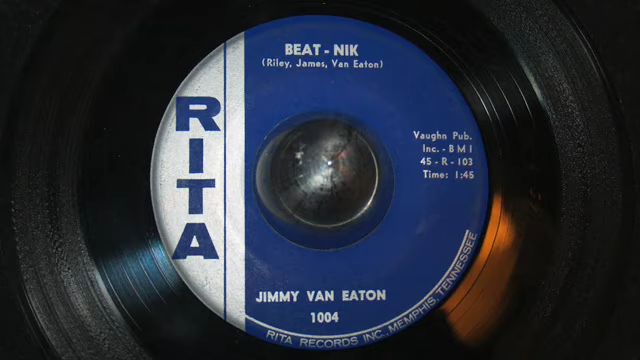 BEAT - NIK
(Riley, James, Van Eaton)
RITA
Vaughn Pub.
Inc. - B M I
45 - R - 103
Time: 1:45
JIMMY VAN EATON
1004
RITA RECORDS INC., MEMPHIS, TENNESSEE